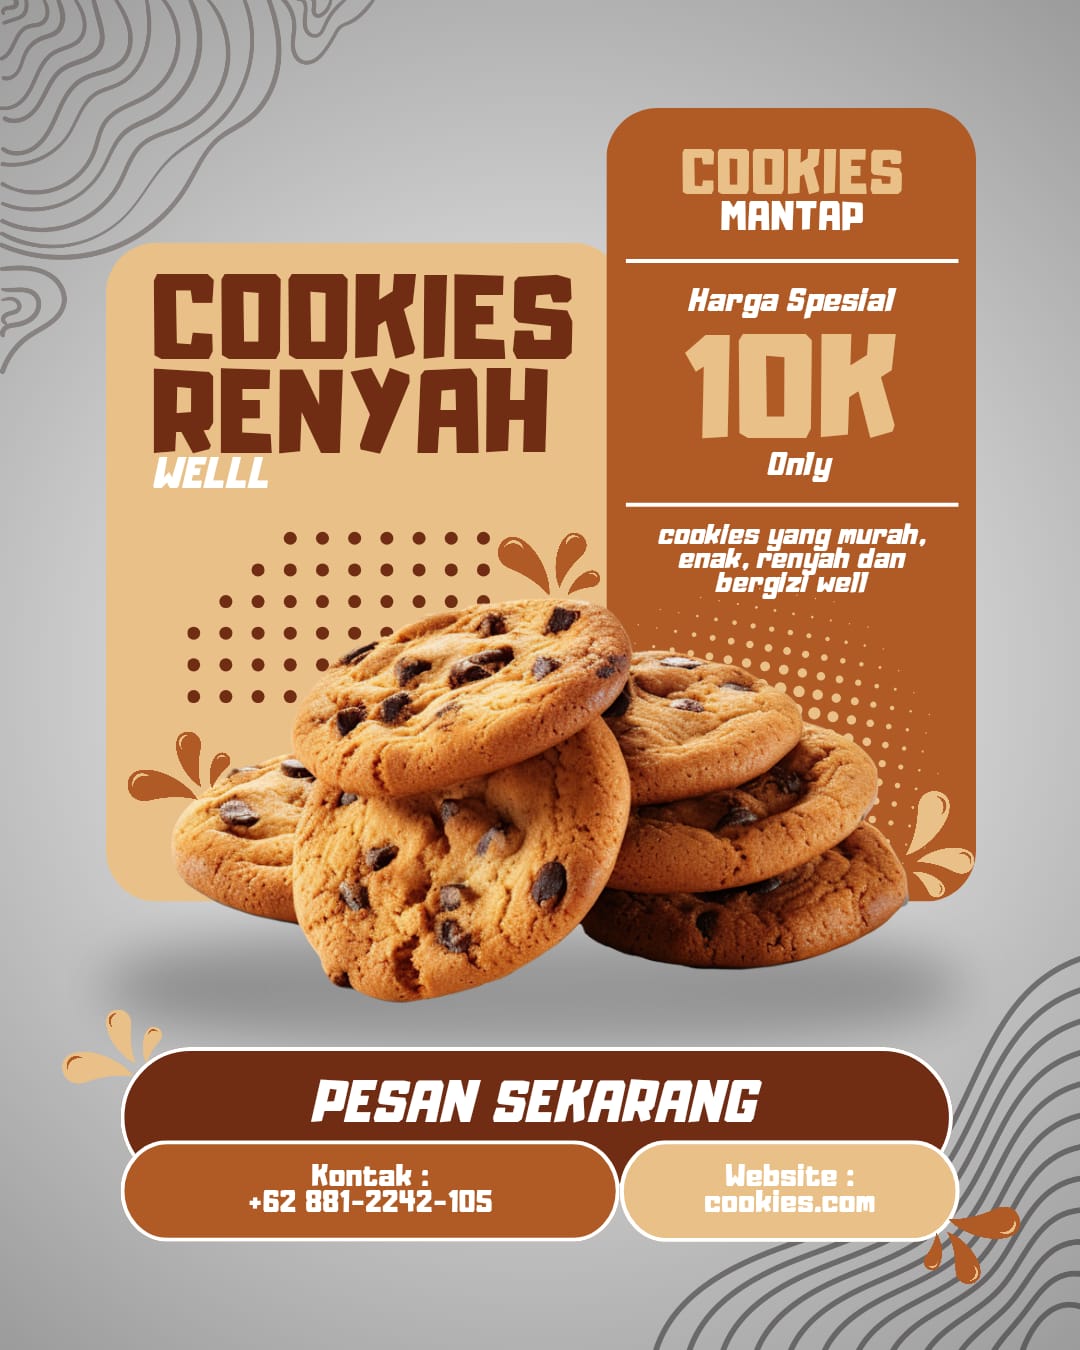 COOKIES
RENYAH
WELLL
COOKIES
MANTAP
Harga Spesial
10K
Only
cookies yang murah,
enak, renyah dan
bergizi well
PESAN SEKARANG
Kontak :
+62 881-2242-105
Website :
cookies.com